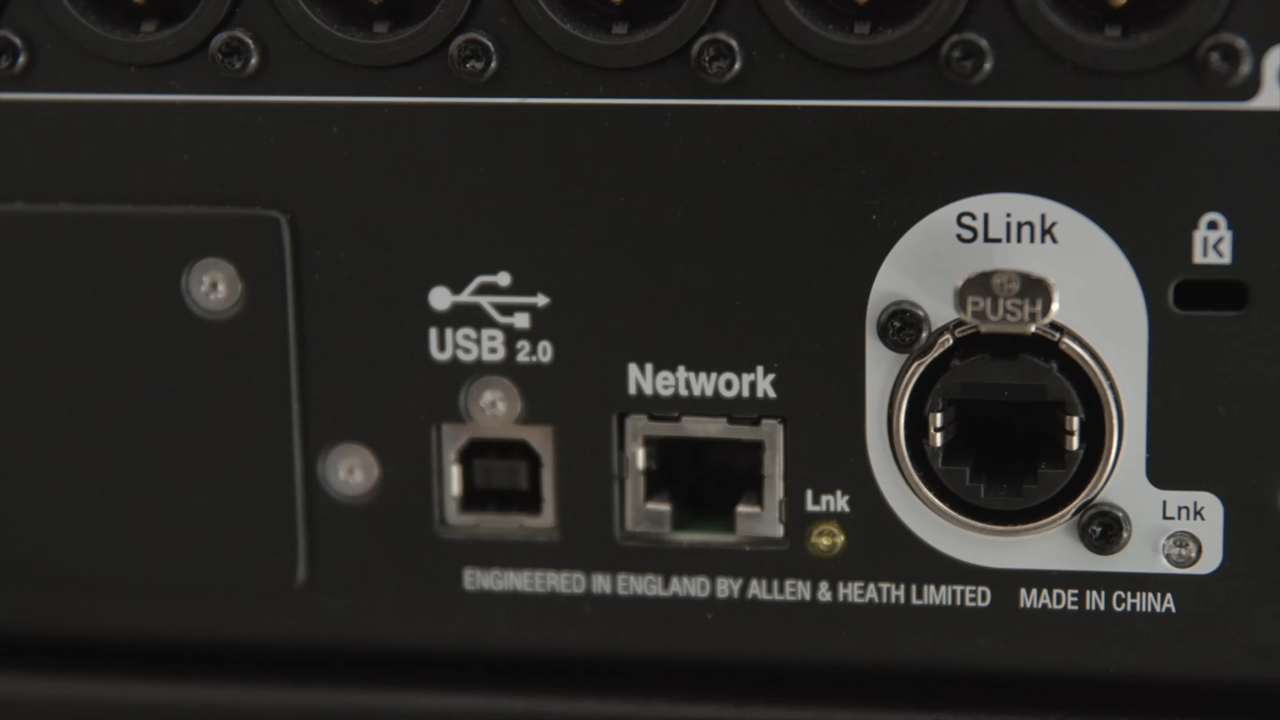 SLink
PUSH
USB 2.0
Network
Lnk
Lnk
ENGINEERED IN ENGLAND BY ALLEN & HEATH LIMITED MADE IN CHINA